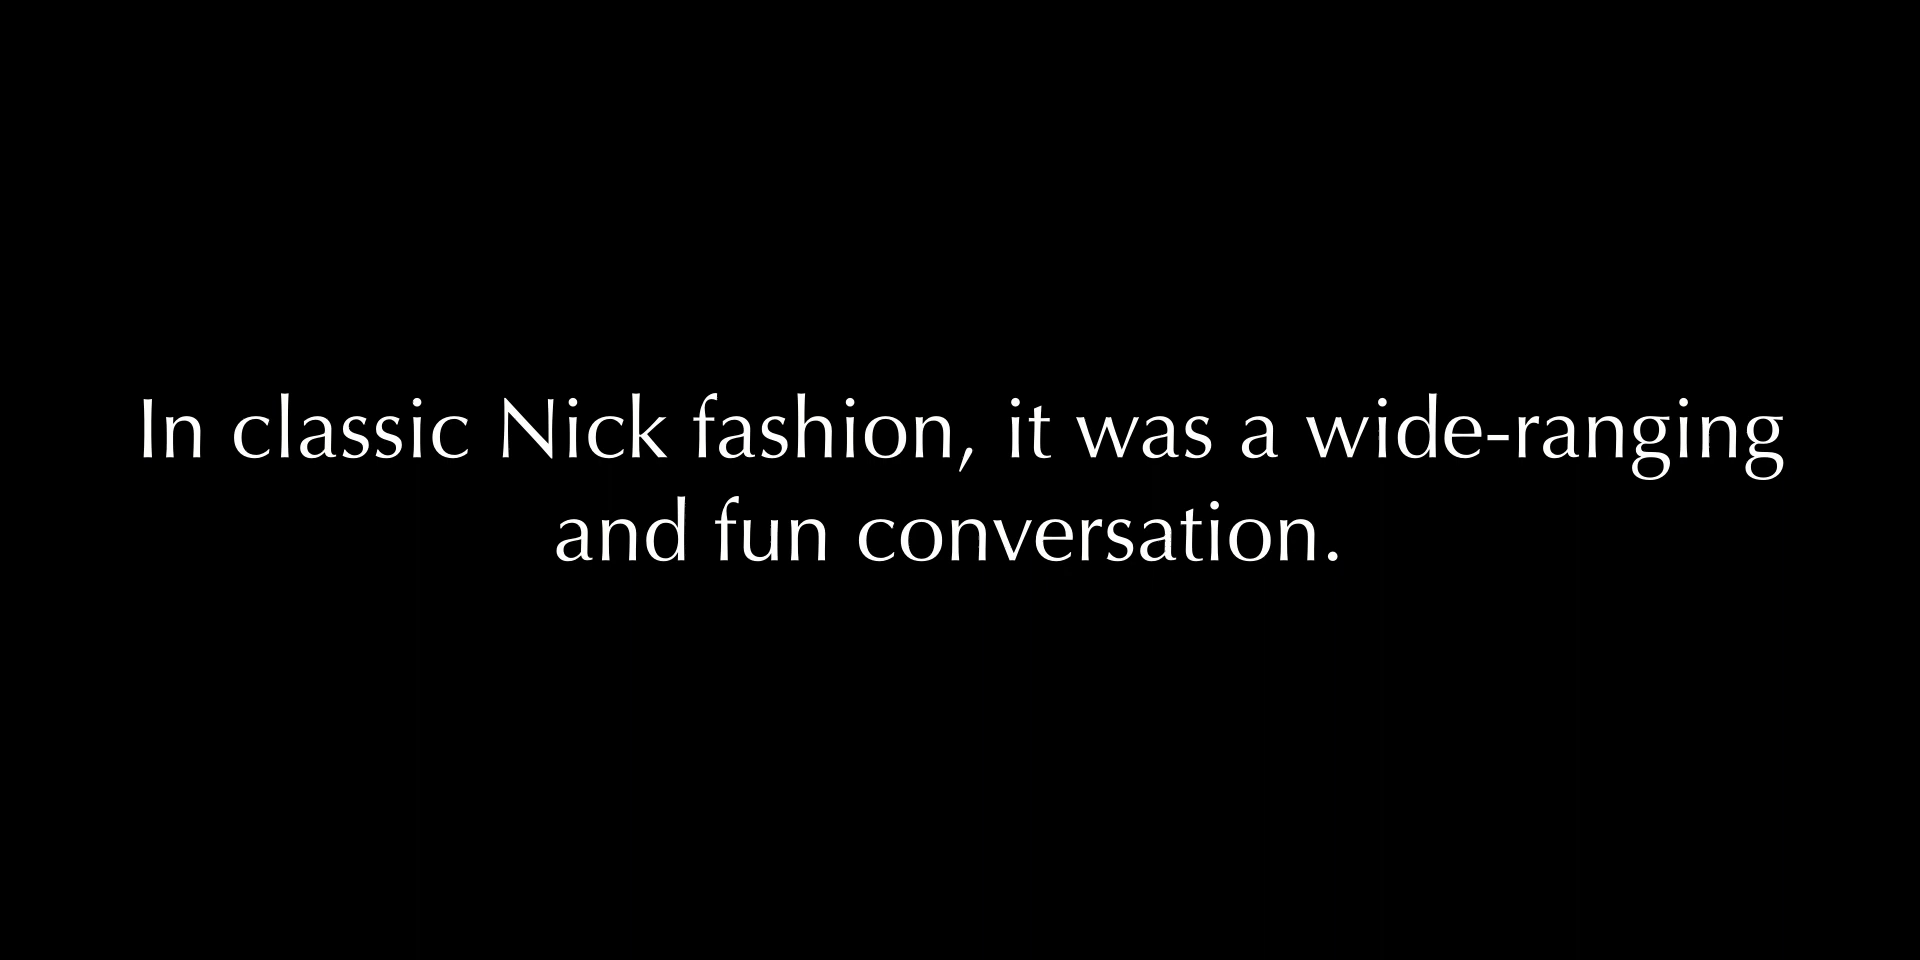 In classic Nick fashion, it was a wide-ranging
and fun conversation.